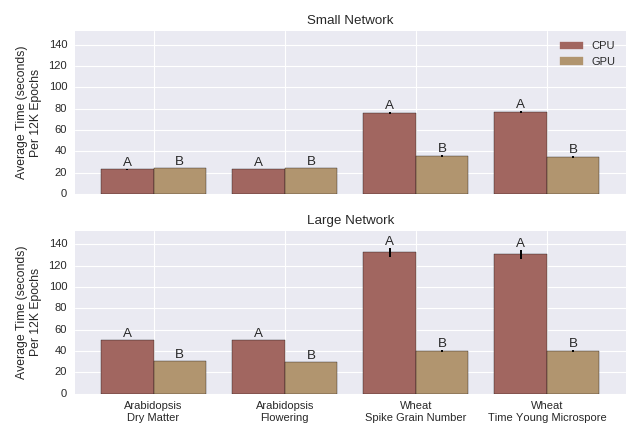 Small Network
Average Time (seconds)
Per 12K Epochs
140
120
100
80
60
40
20
0
A
B
A
B
A
B
A
B
CPU
GPU
Large Network
Average Time (seconds)
Per 12K Epochs
140
120
100
80
60
40
20
0
A
B
A
B
A
B
A
B
Arabidopsis
Dry Matter
Arabidopsis
Flowering
Wheat
Spike Grain Number
Wheat
Time Young Microspore